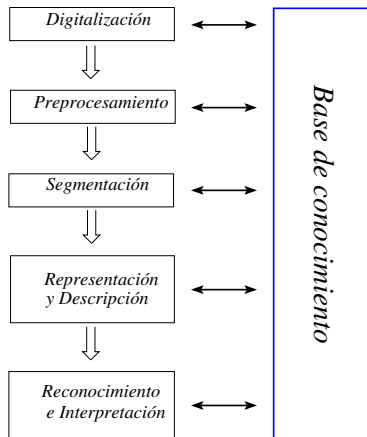 Digitalización
Preprocesamiento
Segmentación
Representación
y Descripción
Reconocimiento
e Interpretación
Base de conocimiento